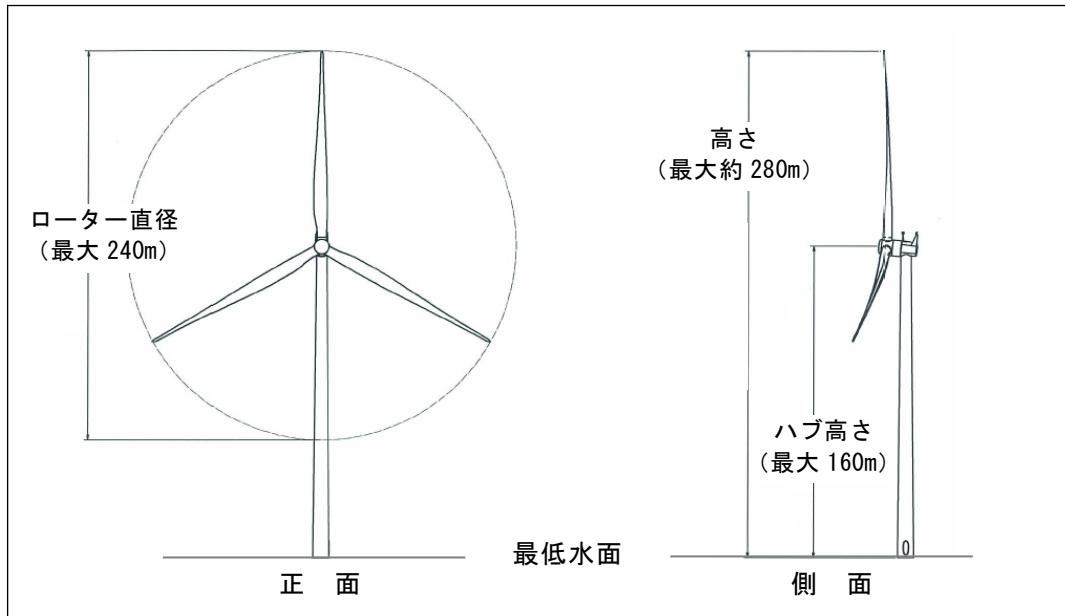 ローター直径
（最大 240m）
高さ
（最大約 280m）
ハブ高さ
（最大 160m）
最低水面
正　面
側　面